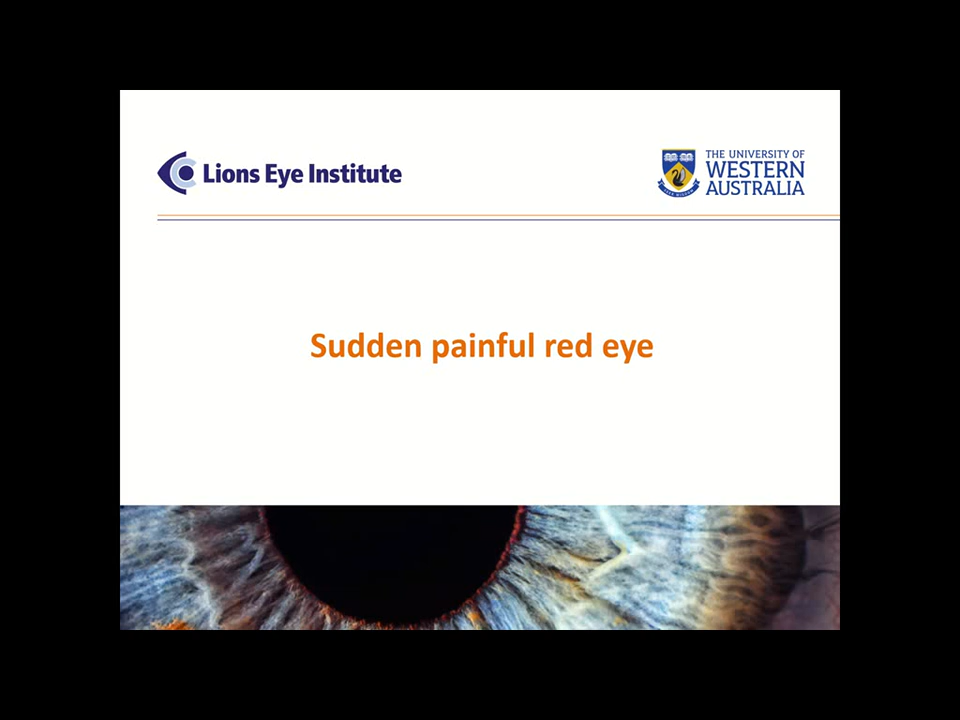 Lions Eye Institute
THE UNIVERSITY OF
WESTERN
AUSTRALIA
Sudden painful red eye